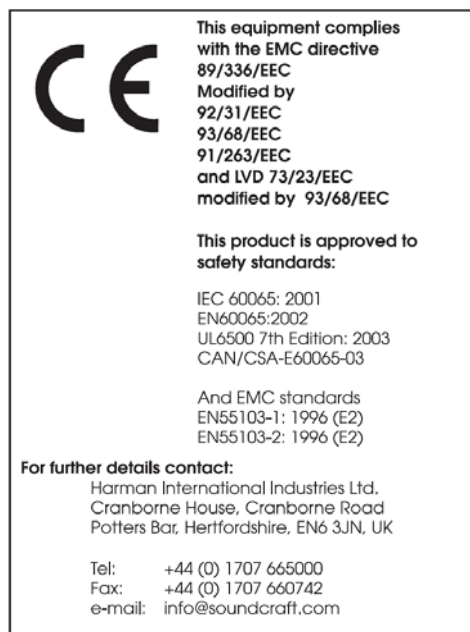 CE
This equipment complies
with the EMC directive
89/336/EEC
Modified by
92/31/EEC
93/68/EEC
91/263/EEC
and LVD 73/23/EEC
modified by 93/68/EEC
This product is approved to
safety standards:
IEC 60065: 2001
EN60065:2002
UL6500 7th Edition: 2003
CAN/CSA-E60065-03
And EMC standards
EN55103-1: 1996 (E2)
EN55103-2: 1996 (E2)
For further details contact:
Harman International Industries Ltd.
Cranborne House, Cranborne Road
Potters Bar, Hertfordshire, EN6 3JN, UK
Tel: +44 (0) 1707 665000
Fax: +44 (0) 1707 660742
e-mail: info@soundcraft.com